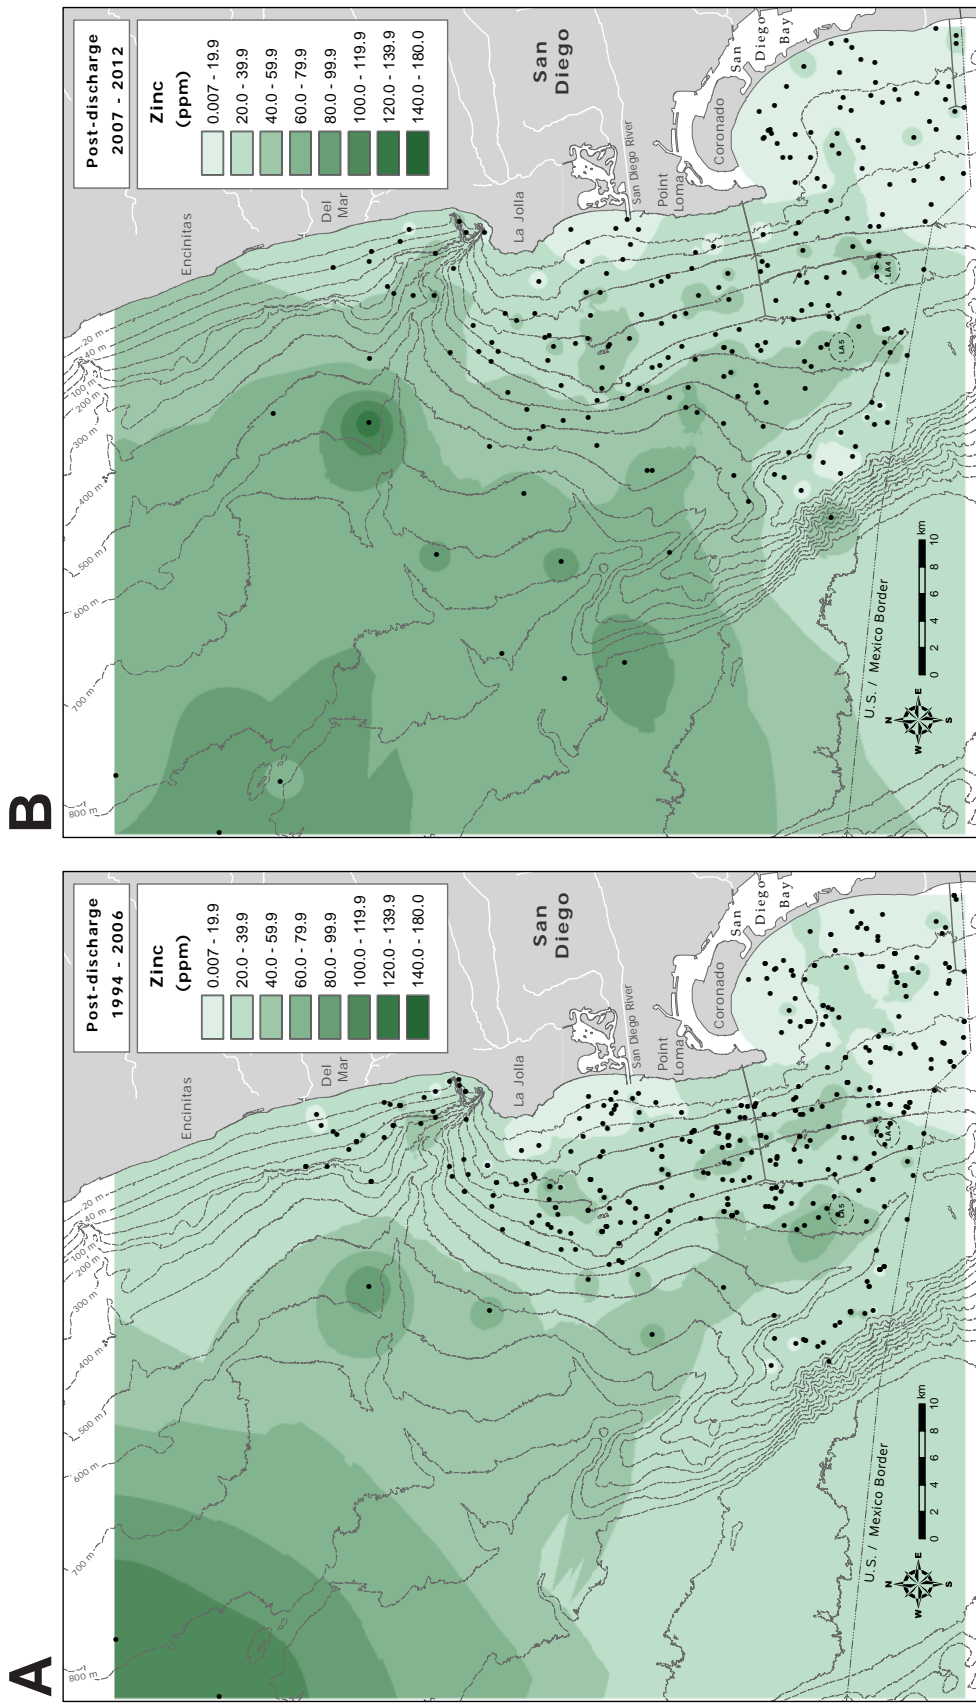 B
Post-discharge
2007 - 2012
Zinc
(ppm)
0.007 - 19.9
20.0 - 39.9
40.0 - 59.9
60.0 - 79.9
80.0 - 99.9
100.0 - 119.9
120.0 - 139.9
140.0 - 180.0
San
Diego
San
Diego
Bay
Encinitas
Del
Mar
La Jolla
San Diego River
Point
Loma
Coronado
20 m
40 m
100 m
200 m
300 m
400 m
500 m
600 m
700 m
800 m
LA4
LA5
U.S. / Mexico Border
N
E
S
W
km
0 2 4 6 8 10
A
Post-discharge
1994 - 2006
Zinc
(ppm)
0.007 - 19.9
20.0 - 39.9
40.0 - 59.9
60.0 - 79.9
80.0 - 99.9
100.0 - 119.9
120.0 - 139.9
140.0 - 180.0
San
Diego
San
Diego
Bay
Encinitas
Del
Mar
La Jolla
San Diego River
Point
Loma
Coronado
20 m
40 m
100 m
200 m
300 m
400 m
500 m
600 m
700 m
800 m
LA4
LA5
U.S. / Mexico Border
N
E
S
W
km
0 2 4 6 8 10